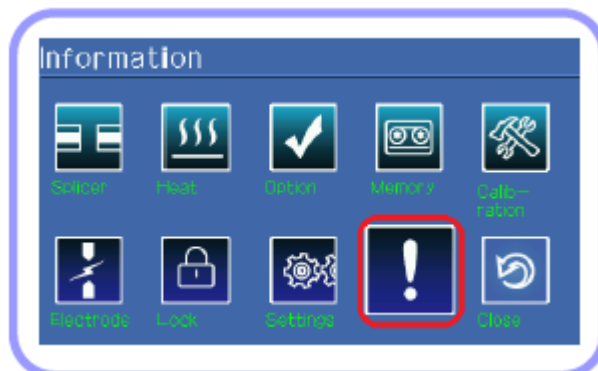 Information
Splicer Heat Option Memory Calib-
ration
Electrode Lock Settings Close